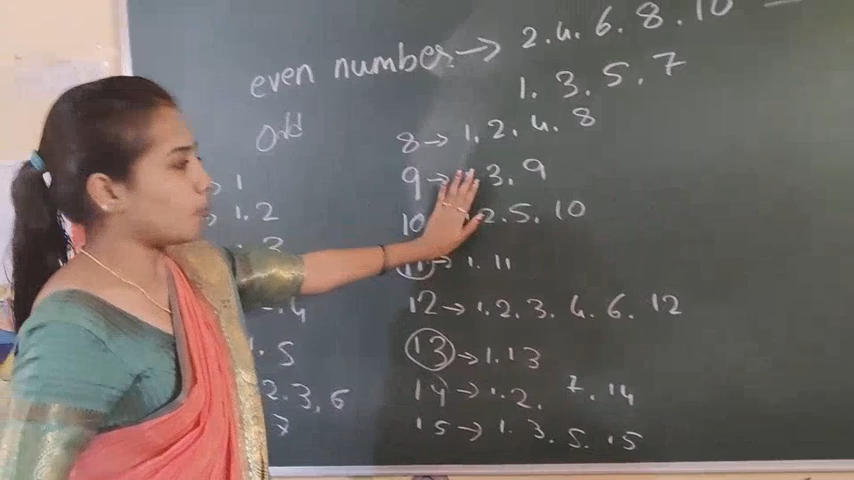 even number → 2. 4. 6. 8. 10 —
Odd 1. 3. 5. 7
8 → 1. 2. 4. 8
9 → 3. 9
10 2. 5. 10
11 → 1. 11
12 → 1. 2. 3. 4. 6. 12
13 → 1. 13
14 → 1. 2. 7. 14
15 → 1. 3. 5. 15
→ 1
→ 1. 2
3
4
1. 5
2. 3, 6
7